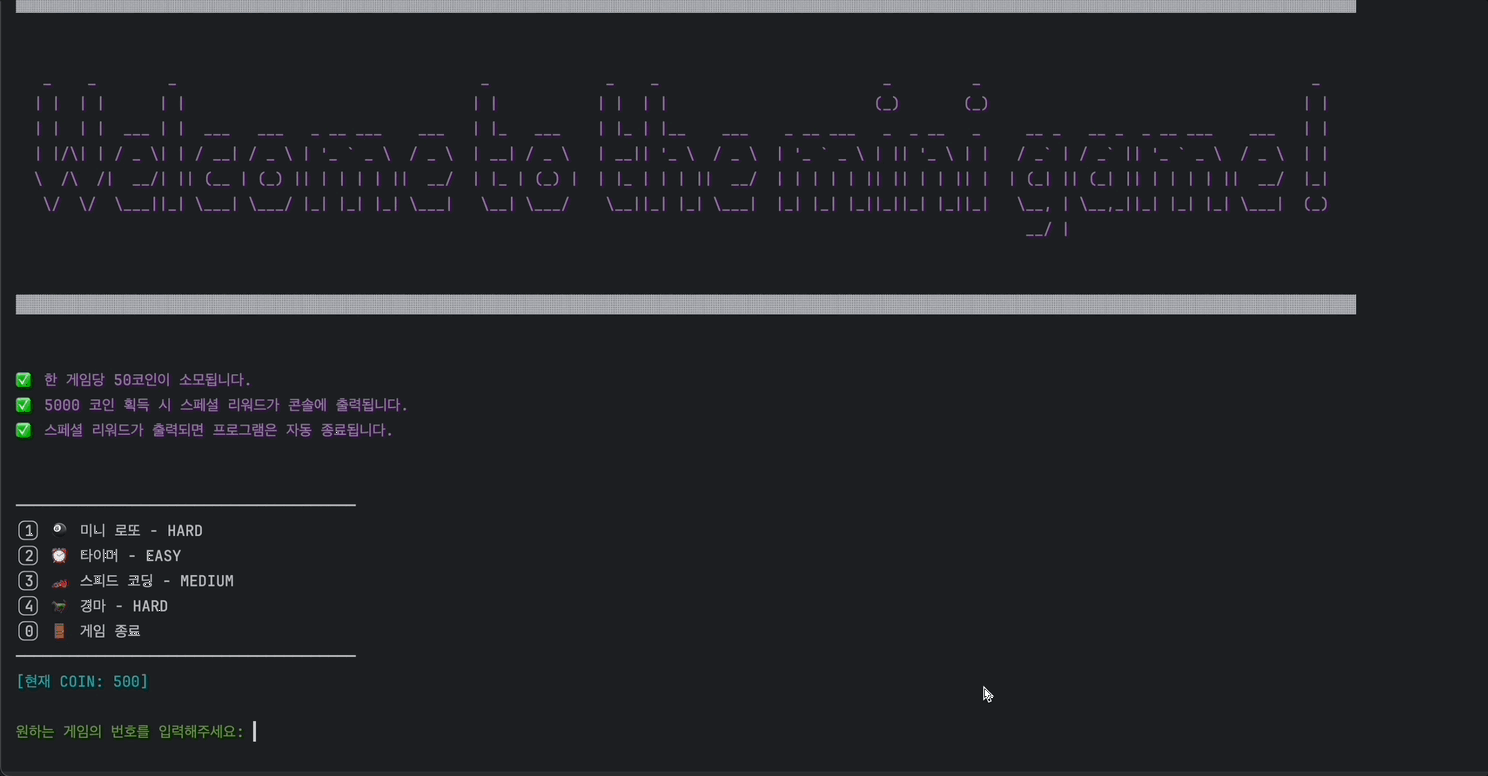 Welcome to the mini game!
✅ 한 게임당 50코인이 소모됩니다.
✅ 5000 코인 획득 시 스페셜 리워드가 콘솔에 출력됩니다.
✅ 스페셜 리워드가 출력되면 프로그램은 자동 종료됩니다.
1 🎱 미니 로또 - HARD
2 ⏰ 타이머 - EASY
3 🏎️ 스피드 코딩 - MEDIUM
4 🐎 경마 - HARD
0 🚪 게임 종료
[현재 COIN: 500]
원하는 게임의 번호를 입력해주세요: